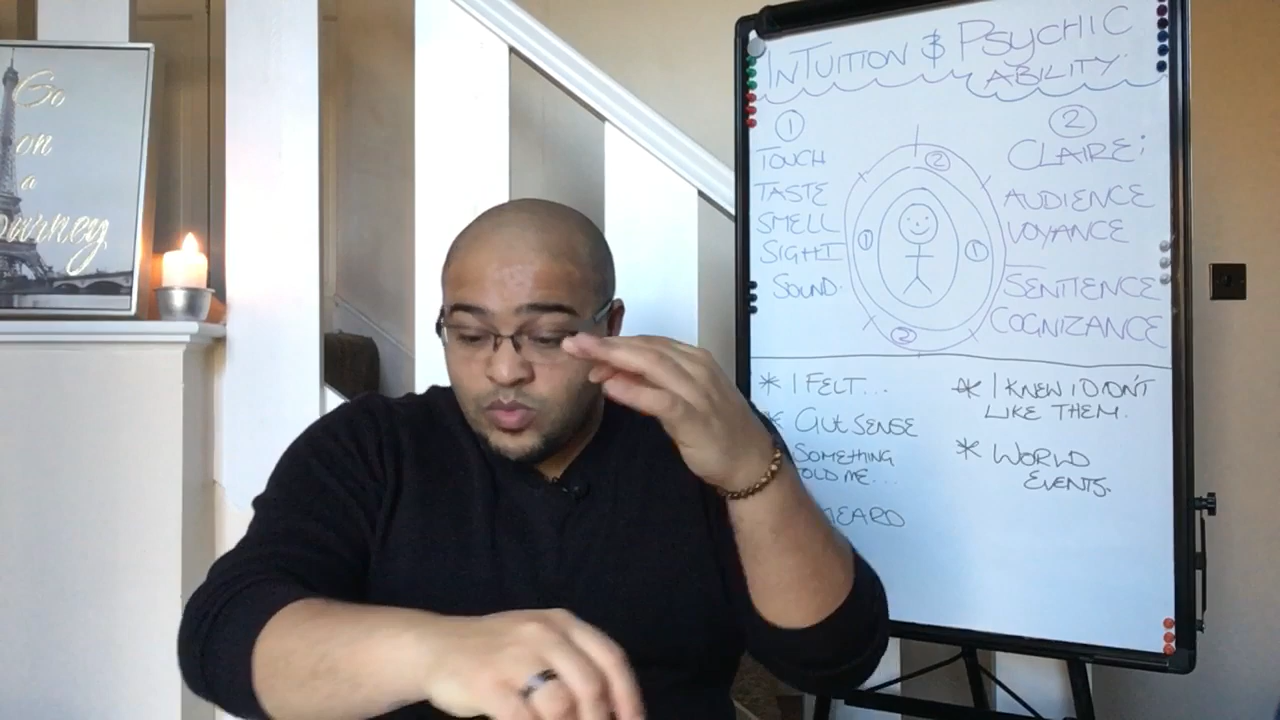 Go
on
a
ourney
INTUITION & PSYCHIC
ABILITY.
1
TOUCH
TASTE
SMELL
SIGHT
SOUND.
2
1
1
2
2
CLAIRE;
AUDIENCE
VOYANCE
SENTIENCE
COGNIZANCE
* I FELT...
* GUT SENSE
SOMETHING
TOLD ME...
HEARD
* I KNEW I DIDN'T
LIKE THEM.
* WORLD
EVENTS.